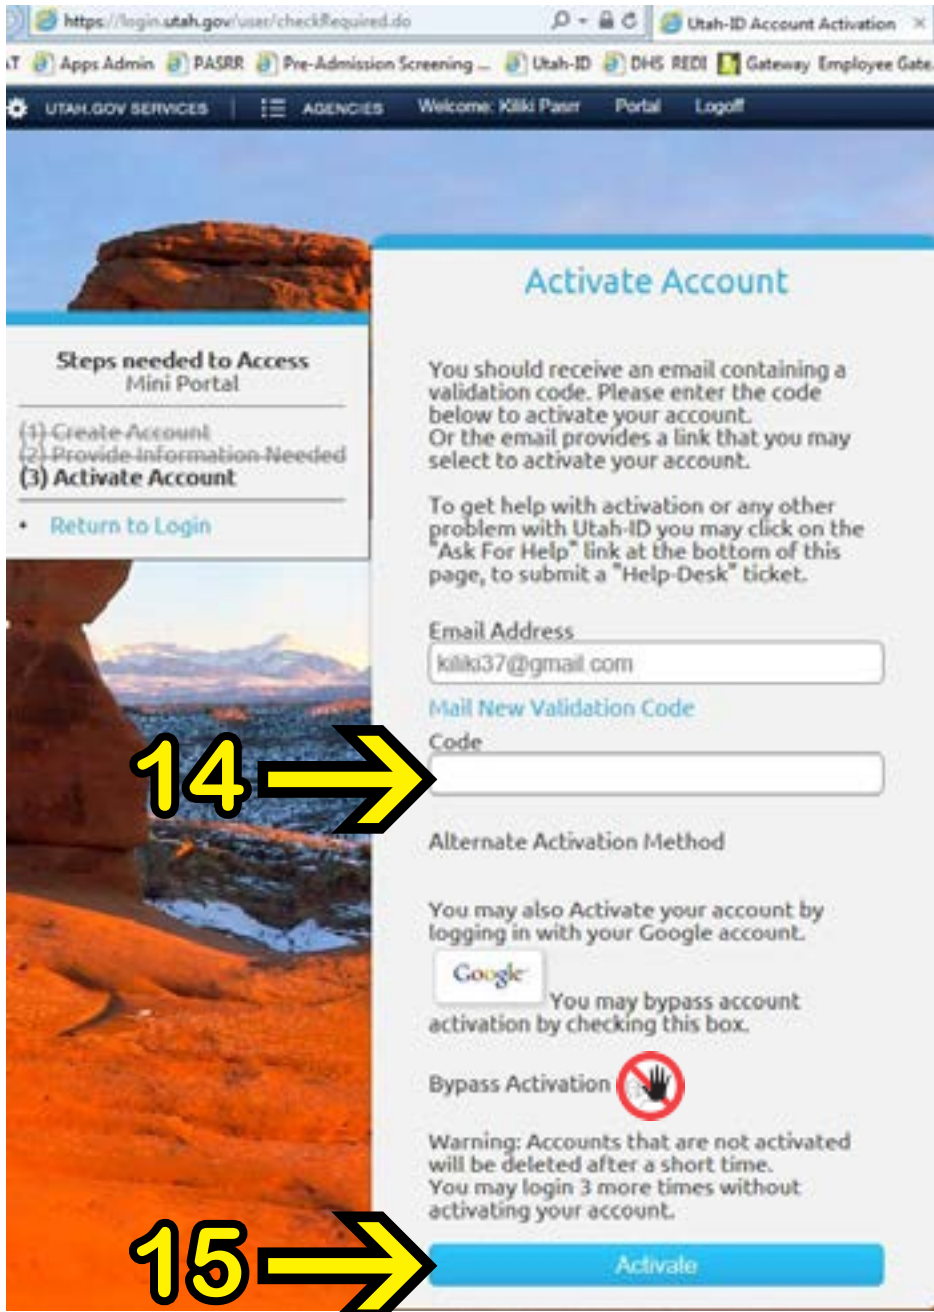 https://login.utah.gov/user/checkRequired.do
Utah-ID Account Activation
AT Apps Admin PASRR Pre-Admission Screening ... Utah-ID DHS REDI Gateway Employee Gate.
UTAH.GOV SERVICES AGENCIES Welcome: Kiliki Pasrr Portal Logoff
Steps needed to Access
Mini Portal
(1) Create Account
(2) Provide Information Needed
(3) Activate Account
• Return to Login
Activate Account
You should receive an email containing a
validation code. Please enter the code
below to activate your account.
Or the email provides a link that you may
select to activate your account.
To get help with activation or any other
problem with Utah-ID you may click on the
"Ask For Help" link at the bottom of this
page, to submit a "Help-Desk" ticket.
Email Address
kiliki37@gmail.com
Mail New Validation Code
14
Code
Alternate Activation Method
You may also Activate your account by
logging in with your Google account.
Google
You may bypass account
activation by checking this box.
Bypass Activation
Warning: Accounts that are not activated
will be deleted after a short time.
You may login 3 more times without
activating your account.
15
Activate